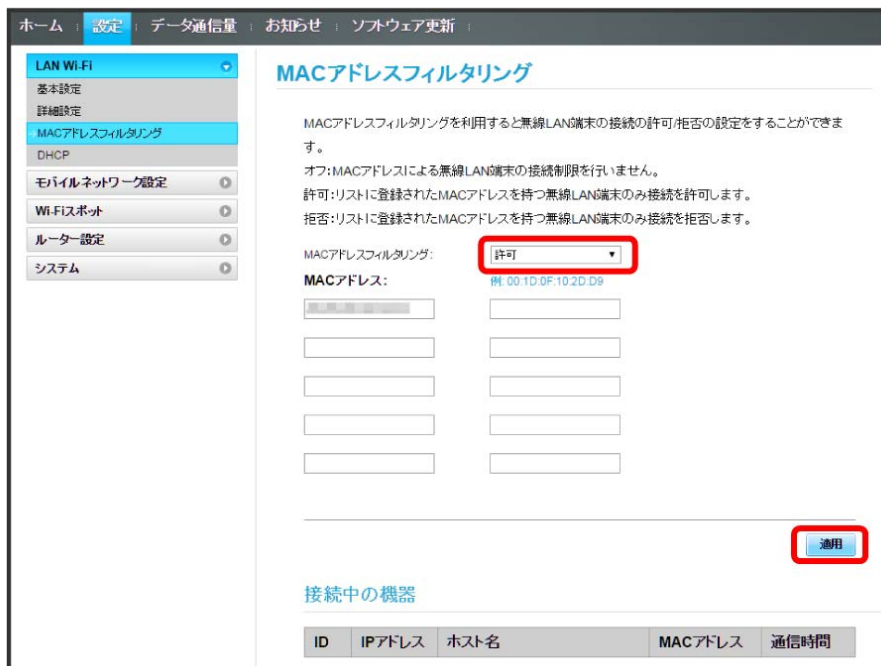 ホーム 設定 データ通信量 お知らせ ソフトウェア更新
LAN Wi-Fi
基本設定
詳細設定
MACアドレスフィルタリング
DHCP
モバイルネットワーク設定
Wi-Fiスポット
ルーター設定
システム
MACアドレスフィルタリング
MACアドレスフィルタリングを利用すると無線LAN端末の接続の許可/拒否の設定をすることができま
す。
オフ:MACアドレスによる無線LAN端末の接続制限を行いません。
許可:リストに登録されたMACアドレスを持つ無線LAN端末のみ接続を許可します。
拒否:リストに登録されたMACアドレスを持つ無線LAN端末のみ接続を拒否します。
MACアドレスフィルタリング: 許可
MACアドレス: 例: 00:1D:0F:10:2D:D9
適用
接続中の機器
ID IPアドレス ホスト名 MACアドレス 通信時間